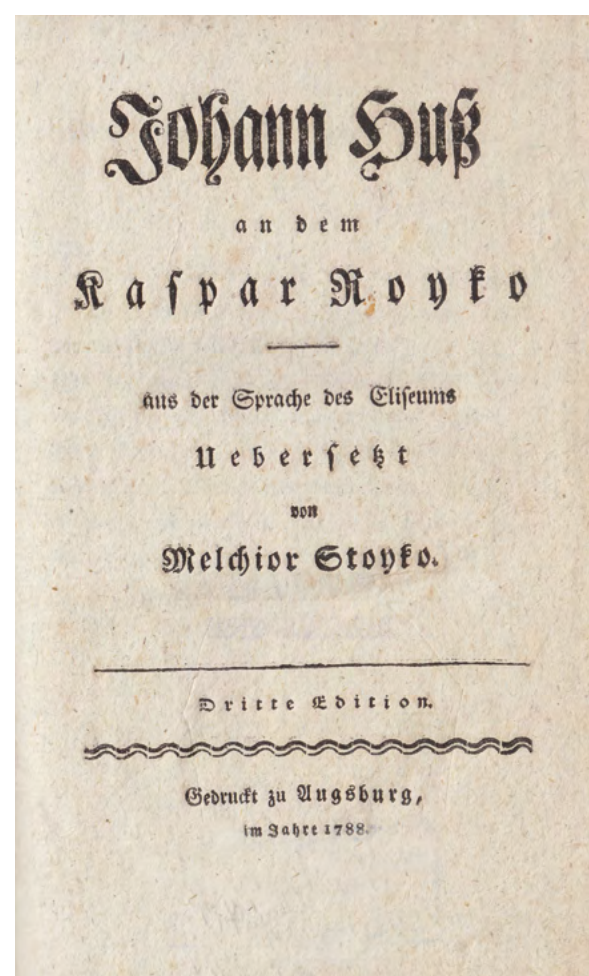 Johann Huß
an dem
Kaspar Royko
aus der Sprache des Eliseums
Uebersetzt
von
Melchior Stoyko.
Dritte Edition.
Gedruckt zu Augsburg,
im Jahre 1788.